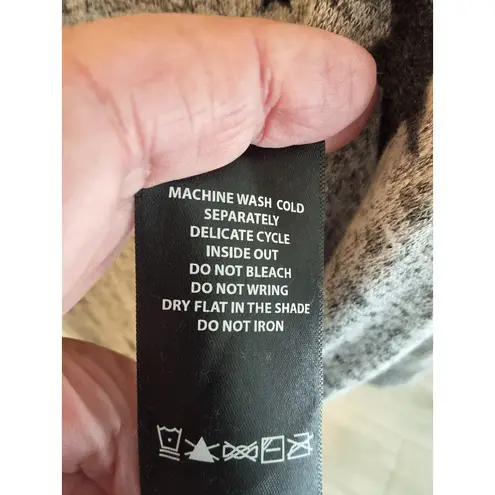 MACHINE WASH COLD
SEPARATELY
DELICATE CYCLE
INSIDE OUT
DO NOT BLEACH
DO NOT WRING
DRY FLAT IN THE SHADE
DO NOT IRON